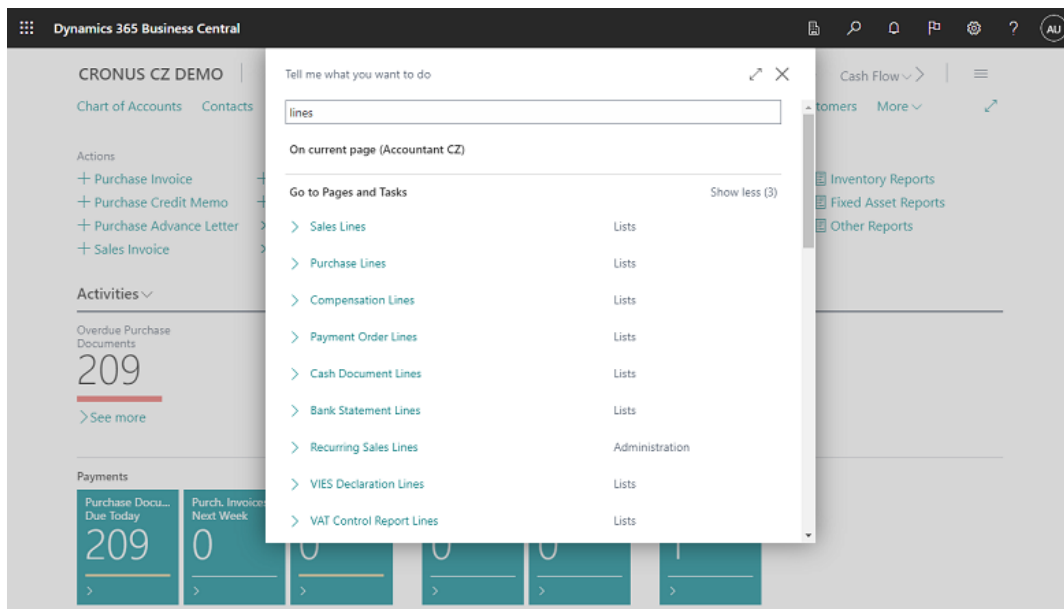 Dynamics 365 Business Central
?
AU
CRONUS CZ DEMO
Cash Flow
Chart of Accounts
Contacts
tomers
More
Actions
Purchase Invoice
Purchase Credit Memo
Purchase Advance Letter
Sales Invoice
Inventory Reports
Fixed Asset Reports
Other Reports
Activities
Overdue Purchase
Documents
209
See more
Payments
Purchase Docu...
Due Today
209
Purch. Invoices
Next Week
0
0
0
0
1
Tell me what you want to do
lines
On current page (Accountant CZ)
Go to Pages and Tasks
Show less (3)
Sales Lines Lists
Purchase Lines Lists
Compensation Lines Lists
Payment Order Lines Lists
Cash Document Lines Lists
Bank Statement Lines Lists
Recurring Sales Lines Administration
VIES Declaration Lines Lists
VAT Control Report Lines Lists